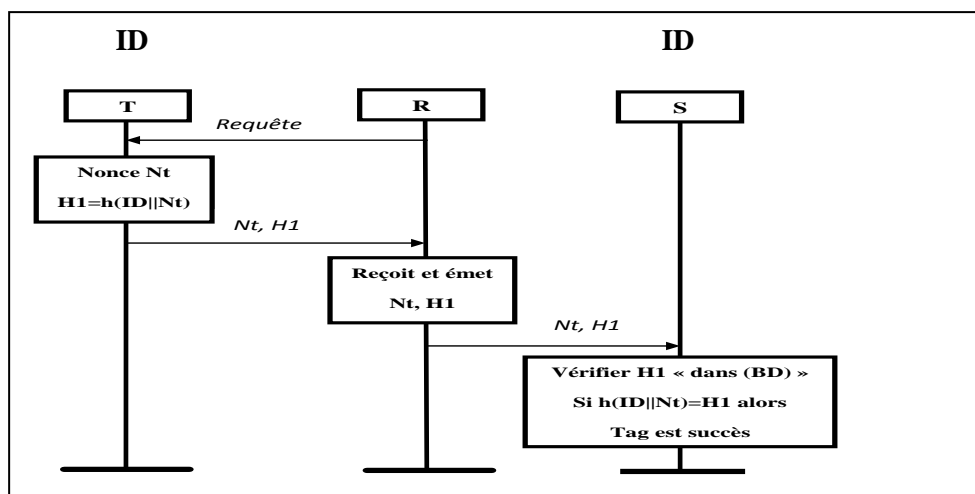 ID
ID
T
R
S
Requête
Nonce Nt
H1=h(ID||Nt)
Nt, H1
Reçoit et émet
Nt, H1
Nt, H1
Vérifier H1 « dans (BD) »
Si h(ID||Nt)=H1 alors
Tag est succès